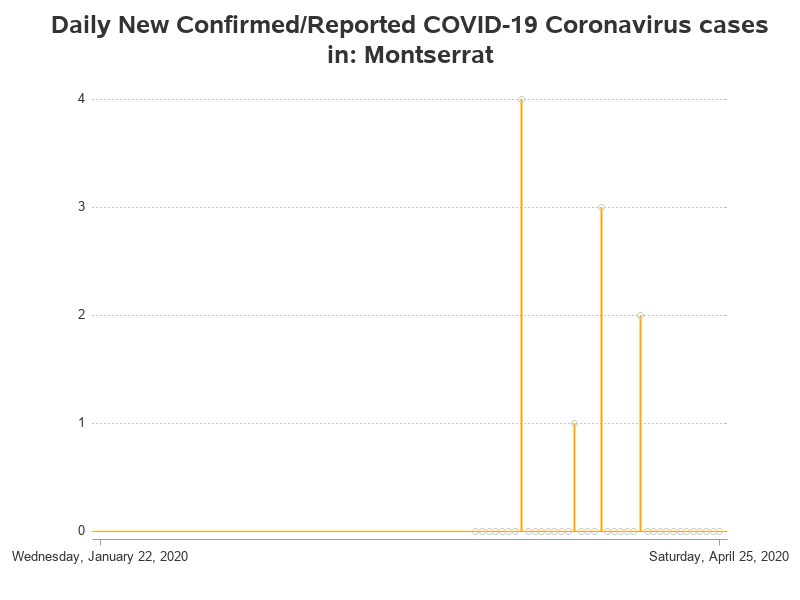 Daily New Confirmed/Reported COVID-19 Coronavirus cases
in: Montserrat
4
3
2
1
0
Wednesday, January 22, 2020
Saturday, April 25, 2020